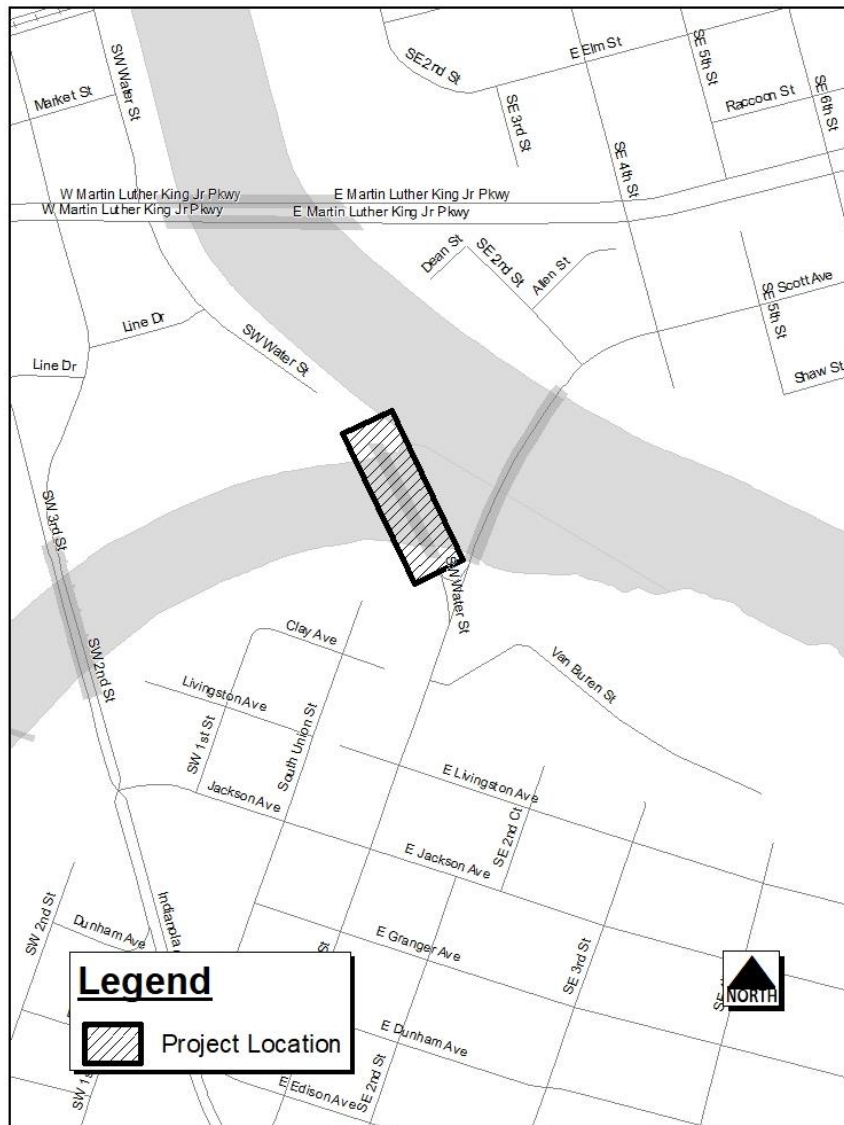 SW Water St
Market St
SE 2nd St
E Elm St
SE 5th St
SE 3rd St
Raccoon St
SE 6th St
SE 4th St
W Martin Luther King Jr Pkwy
E Martin Luther King Jr Pkwy
W Martin Luther King Jr Pkwy
E Martin Luther King Jr Pkwy
Dean St
SE 2nd St
Allen St
E Scott Ave
SE 5th St
Line Dr
SW Water St
Line Dr
Shaw St
SW 3rd St
SW Water St
SW 2nd St
Clay Ave
Van Buren St
Livingston Ave
SW 1st St
South Union St
E Livingston Ave
Jackson Ave
SE 2nd Ct
E Jackson Ave
SW 2nd St
Indianola
Dunham Ave
St
E Granger Ave
SE 3rd St
NORTH
Legend
Project Location
E Dunham Ave
SE 2nd St
E Edison Ave